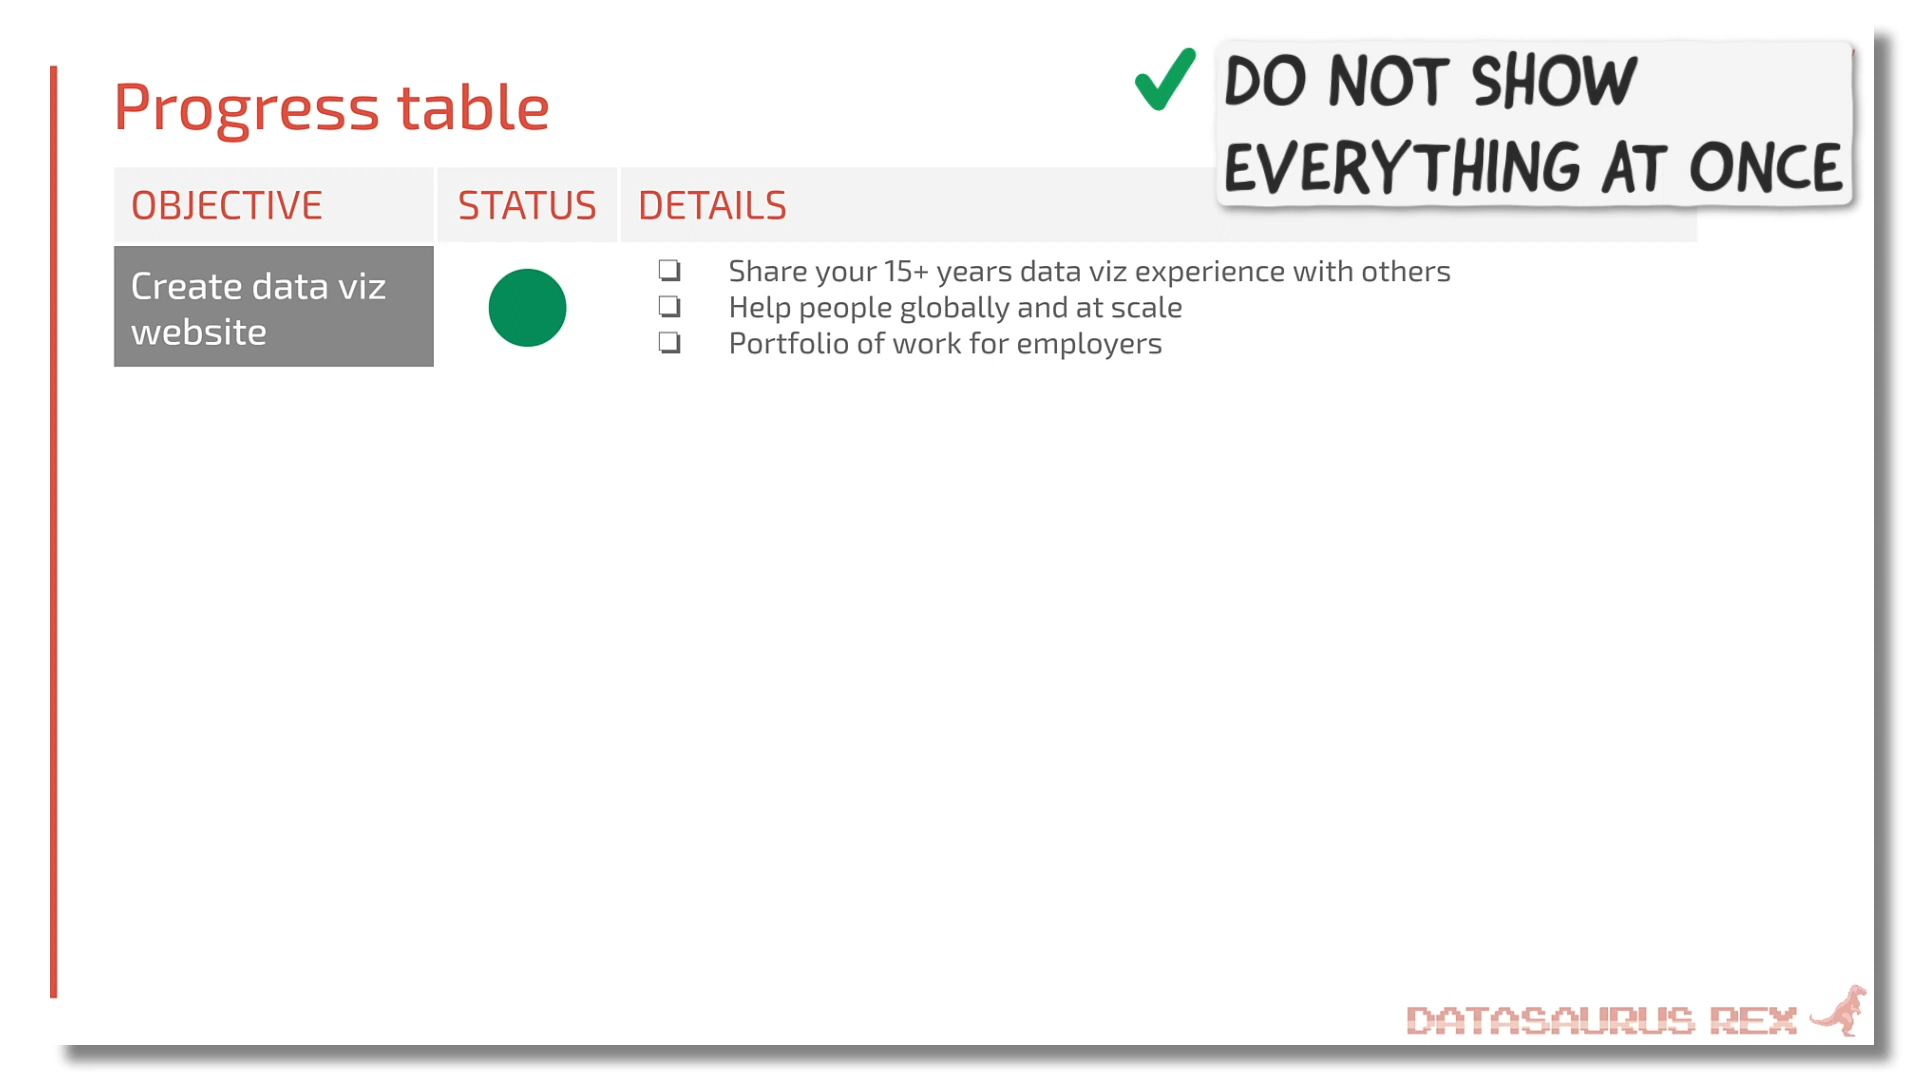 Progress table
DO NOT SHOW
EVERYTHING AT ONCE
OBJECTIVE STATUS DETAILS
Create data viz
website
Share your 15+ years data viz experience with others
Help people globally and at scale
Portfolio of work for employers
DATASAURUS REX